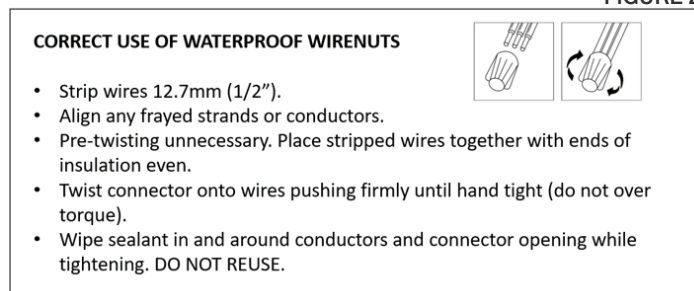 FIGURE 2
CORRECT USE OF WATERPROOF WIRENUTS
• Strip wires 12.7mm (1/2”).
• Align any frayed strands or conductors.
• Pre-twisting unnecessary. Place stripped wires together with ends of
insulation even.
• Twist connector onto wires pushing firmly until hand tight (do not over
torque).
• Wipe sealant in and around conductors and connector opening while
tightening. DO NOT REUSE.